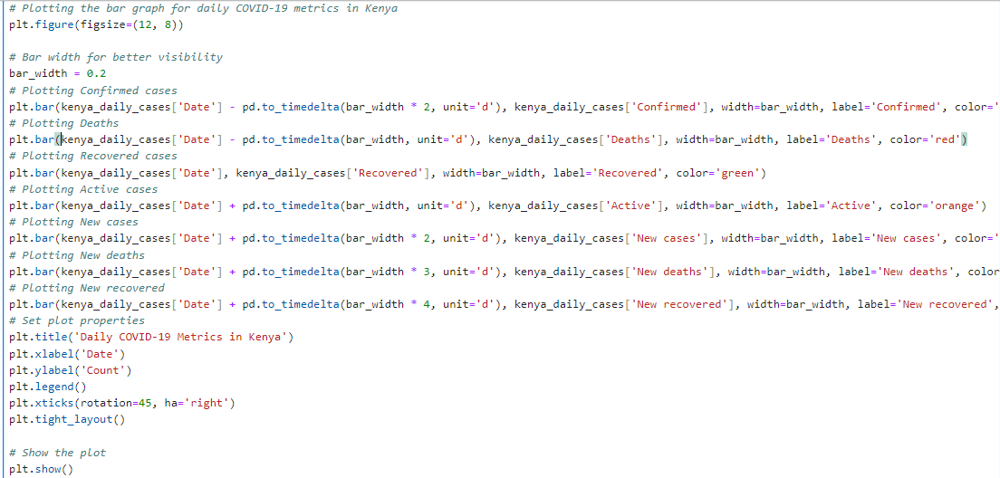 # Plotting the bar graph for daily COVID-19 metrics in Kenya
plt.figure(figsize=(12, 8))
# Bar width for better visibility
bar_width = 0.2
# Plotting Confirmed cases
plt.bar(kenya_daily_cases['Date'] - pd.to_timedelta(bar_width * 2, unit='d'), kenya_daily_cases['Confirmed'], width=bar_width, label='Confirmed', color='
# Plotting Deaths
plt.bar(kenya_daily_cases['Date'] - pd.to_timedelta(bar_width, unit='d'), kenya_daily_cases['Deaths'], width=bar_width, label='Deaths', color='red')
# Plotting Recovered cases
plt.bar(kenya_daily_cases['Date'], kenya_daily_cases['Recovered'], width=bar_width, label='Recovered', color='green')
# Plotting Active cases
plt.bar(kenya_daily_cases['Date'] + pd.to_timedelta(bar_width, unit='d'), kenya_daily_cases['Active'], width=bar_width, label='Active', color='orange')
# Plotting New cases
plt.bar(kenya_daily_cases['Date'] + pd.to_timedelta(bar_width * 2, unit='d'), kenya_daily_cases['New cases'], width=bar_width, label='New cases', color='
# Plotting New deaths
plt.bar(kenya_daily_cases['Date'] + pd.to_timedelta(bar_width * 3, unit='d'), kenya_daily_cases['New deaths'], width=bar_width, label='New deaths', color
# Plotting New recovered
plt.bar(kenya_daily_cases['Date'] + pd.to_timedelta(bar_width * 4, unit='d'), kenya_daily_cases['New recovered'], width=bar_width, label='New recovered',
# Set plot properties
plt.title('Daily COVID-19 Metrics in Kenya')
plt.xlabel('Date')
plt.ylabel('Count')
plt.legend()
plt.xticks(rotation=45, ha='right')
plt.tight_layout()
# Show the plot
plt.show()